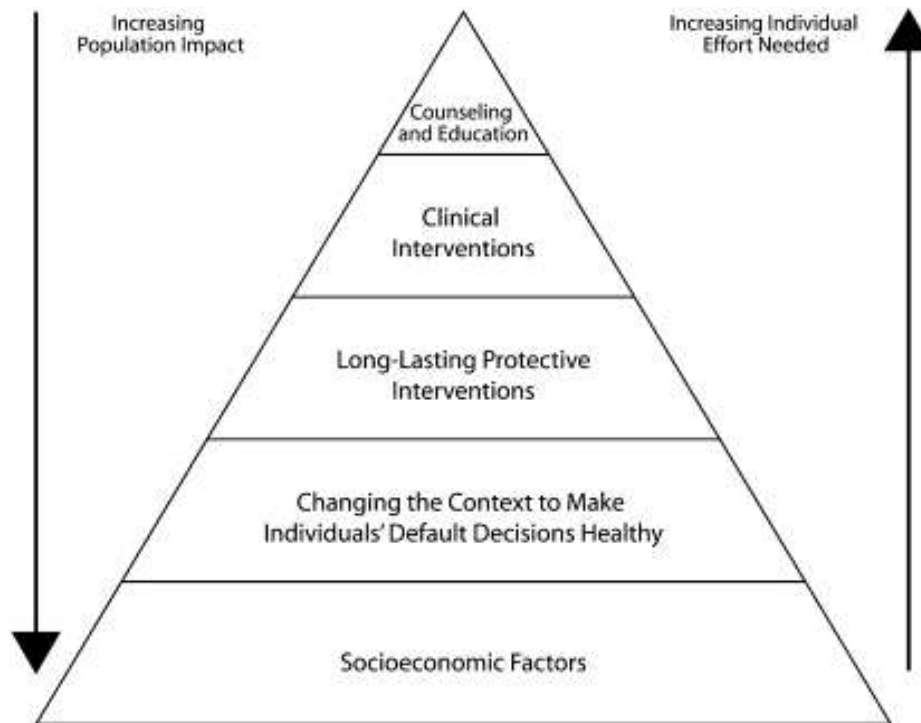 Increasing
Population Impact
Increasing Individual
Effort Needed
Counseling
and Education
Clinical
Interventions
Long-Lasting Protective
Interventions
Changing the Context to Make
Individuals’ Default Decisions Healthy
Socioeconomic Factors